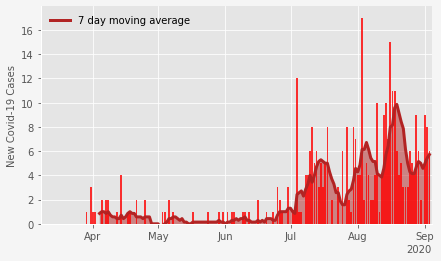 7 day moving average
New Covid-19 Cases
16
14
12
10
8
6
4
2
0
Apr
May
Jun
Jul
Aug
Sep
2020